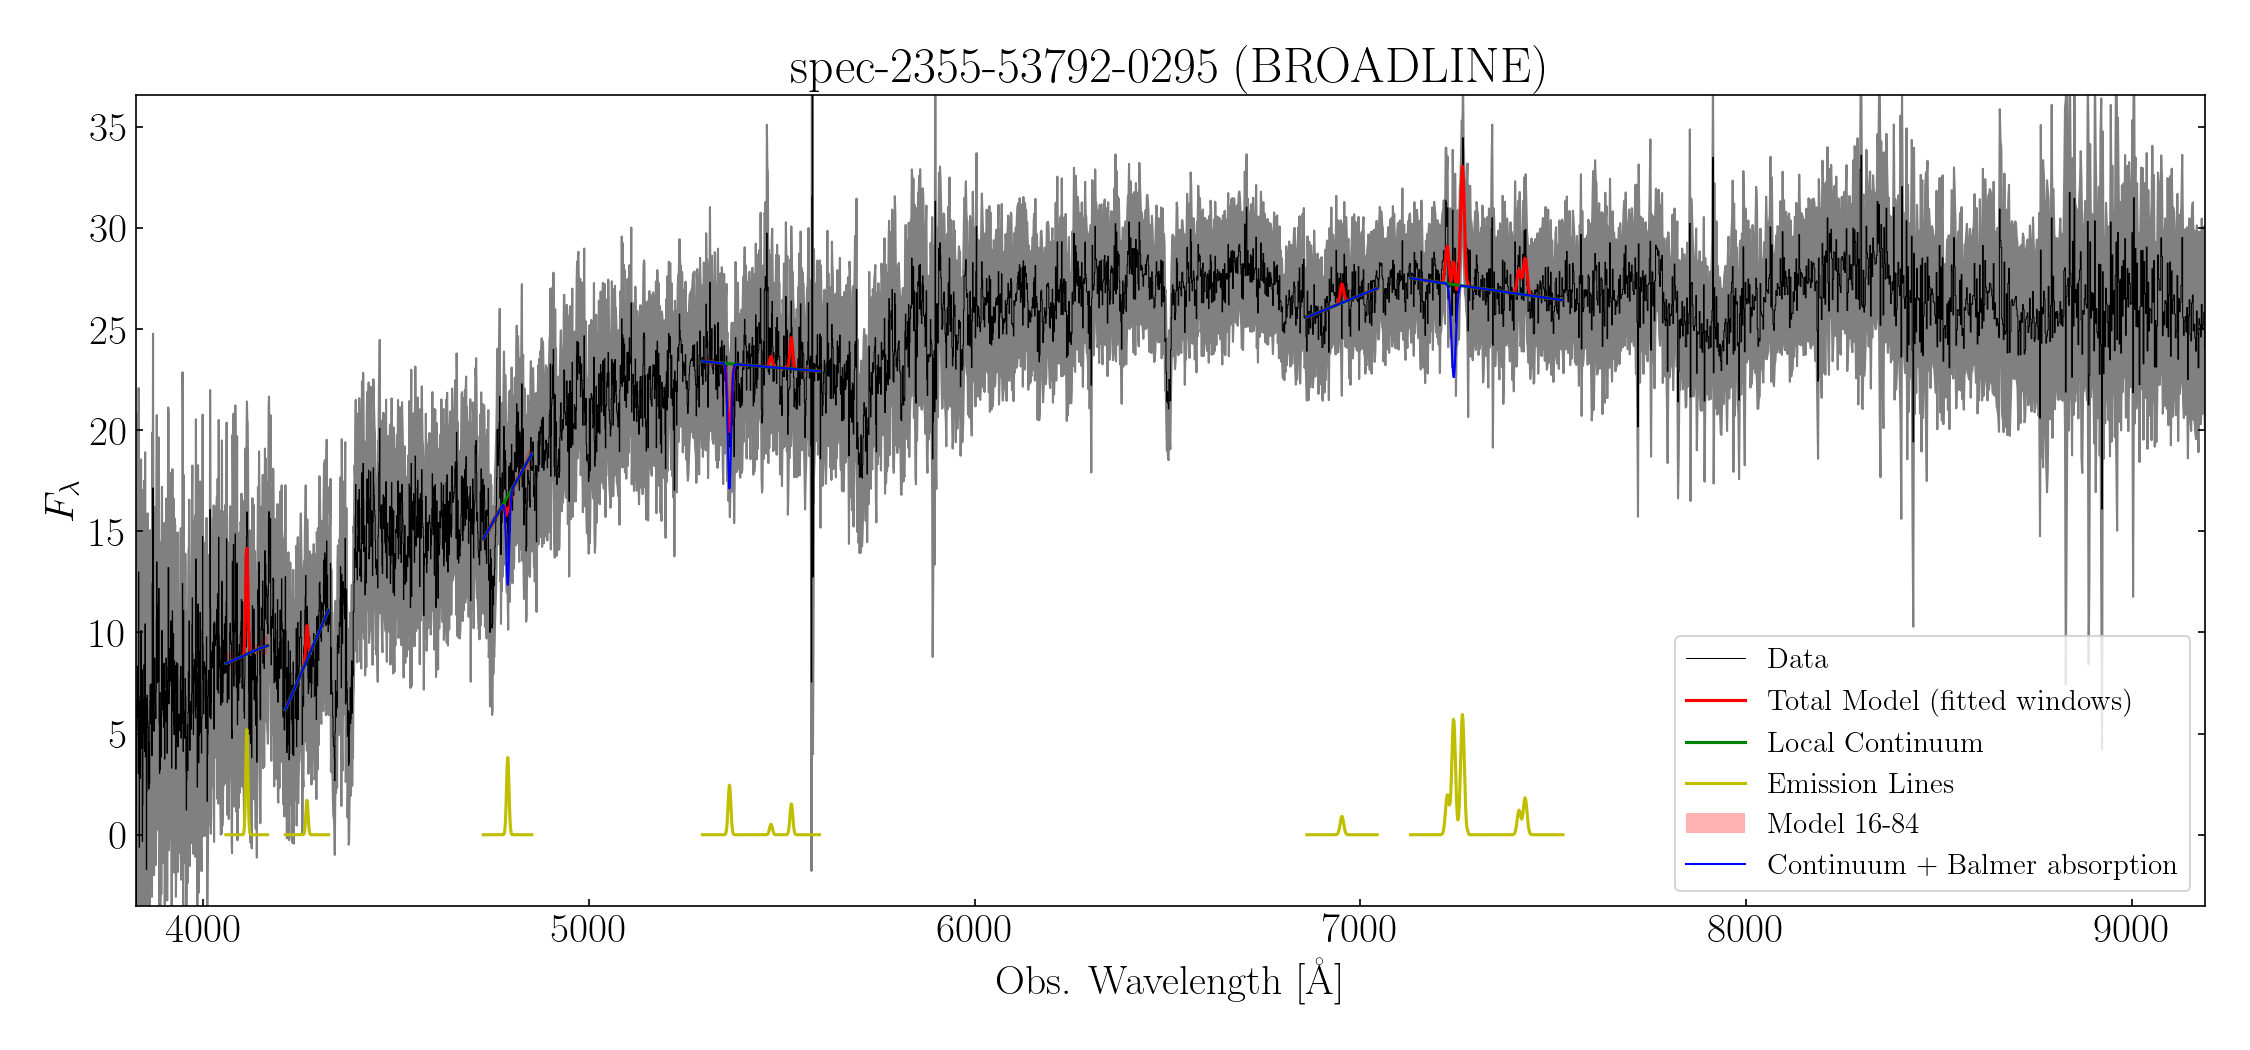 spec-2355-53792-0295 (BROADLINE)
35
30
25
20
15
10
5
0
Fλ
4000
5000
6000
7000
8000
9000
Obs. Wavelength [Å]
Data
Total Model (fitted windows)
Local Continuum
Emission Lines
Model 16-84
Continuum + Balmer absorption